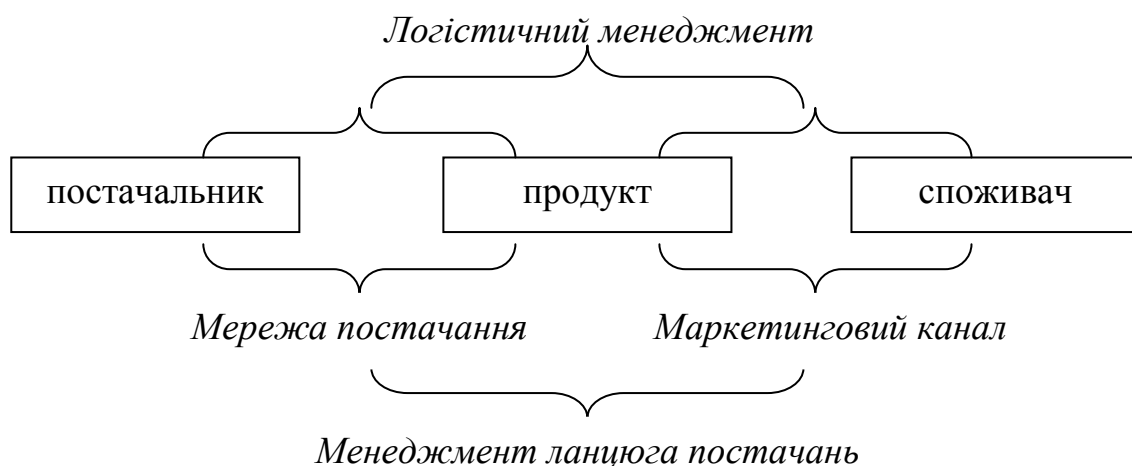 Логістичний менеджмент
постачальник продукт споживач
Мережа постачання Маркетинговий канал
Менеджмент ланцюга постачань